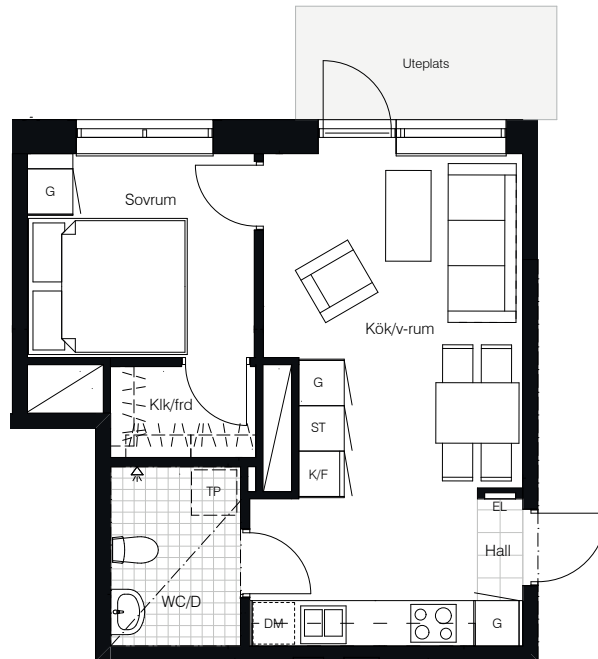 Uteplats
G
Sovrum
Kök/v-rum
G
Klk/frd
ST
K/F
TP
EL
Hall
WC/D
DM
G